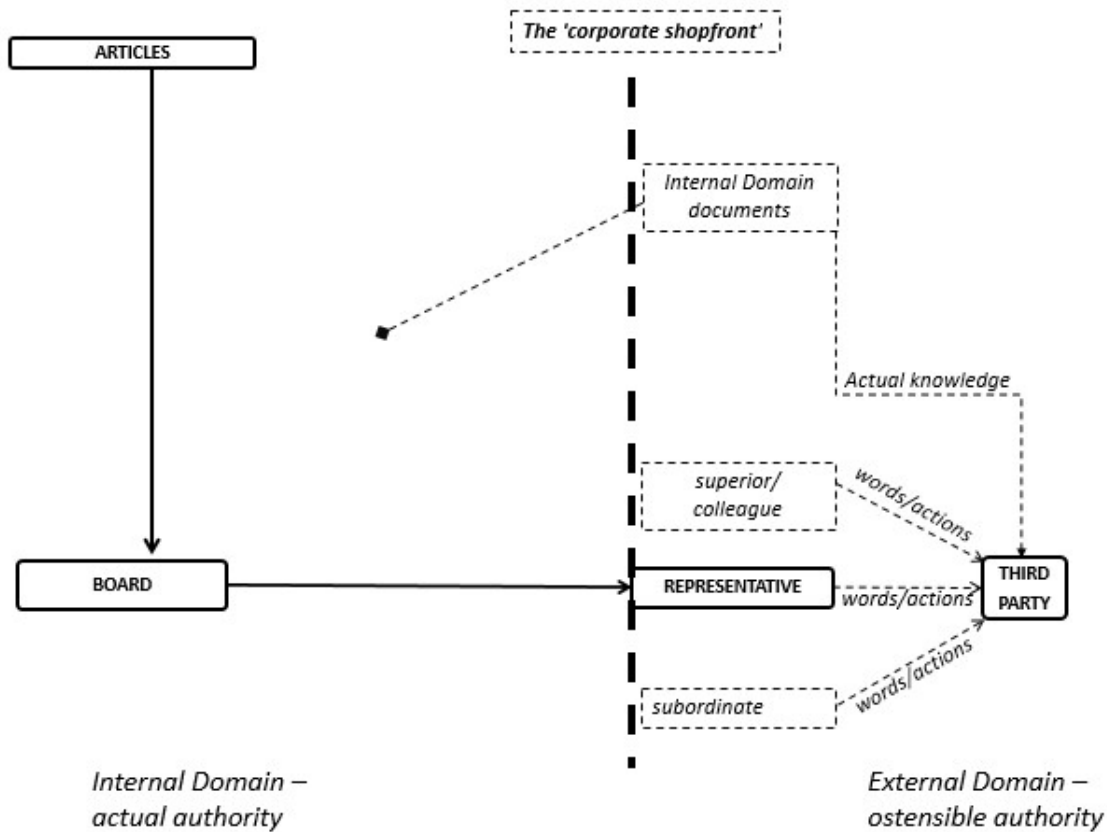 The 'corporate shopfront'
ARTICLES
Internal Domain
documents
Actual knowledge
superior/
colleague
words/actions
BOARD
REPRESENTATIVE
words/actions
THIRD
PARTY
subordinate
words/actions
Internal Domain –
actual authority
External Domain –
ostensible authority